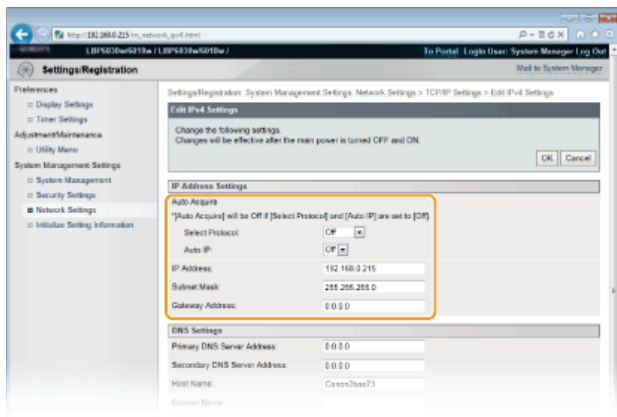 http://192.168.0.215/m_network_ipv4.html
LBP6030w/6018w / LBP6030w/6018w /
To Portal Login User: System Manager Log Out
Settings/Registration
Mail to System Manager
Preferences
Display Settings
Timer Settings
Adjustment/Maintenance
Utility Menu
System Management Settings
System Management
Security Settings
Network Settings
Initialize Setting Information
Settings/Registration: System Management Settings: Network Settings > TCP/IP Settings > Edit IPv4 Settings
Edit IPv4 Settings
Change the following settings.
Changes will be effective after the main power is turned OFF and ON.
OK Cancel
IP Address Settings
Auto Acquire
*[Auto Acquire] will be Off if [Select Protocol] and [Auto IP] are set to [Off].
Select Protocol: Off
Auto IP: Off
IP Address: 192.168.0.215
Subnet Mask: 255.255.255.0
Gateway Address: 0.0.0.0
DNS Settings
Primary DNS Server Address: 0.0.0.0
Secondary DNS Server Address: 0.0.0.0
Host Name: Canon2bae73
Domain Name: